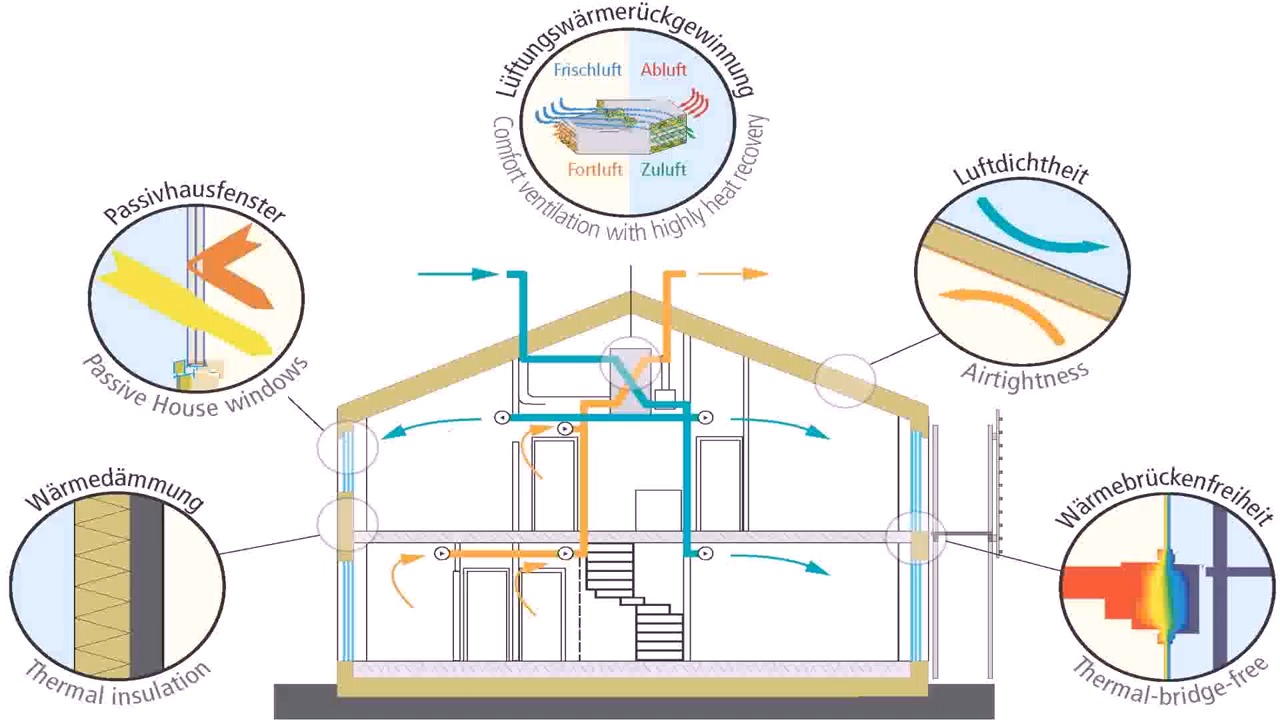 Lüftungswärmerückgewinnung
Frischluft Abluft
Fortluft Zuluft
Comfort ventilation with highly heat recovery
Passivhausfenster
Passive House windows
Luftdichtheit
Airtightness
Wärmedämmung
Thermal insulation
Wärmebrückenfreiheit
Thermal-bridge-free